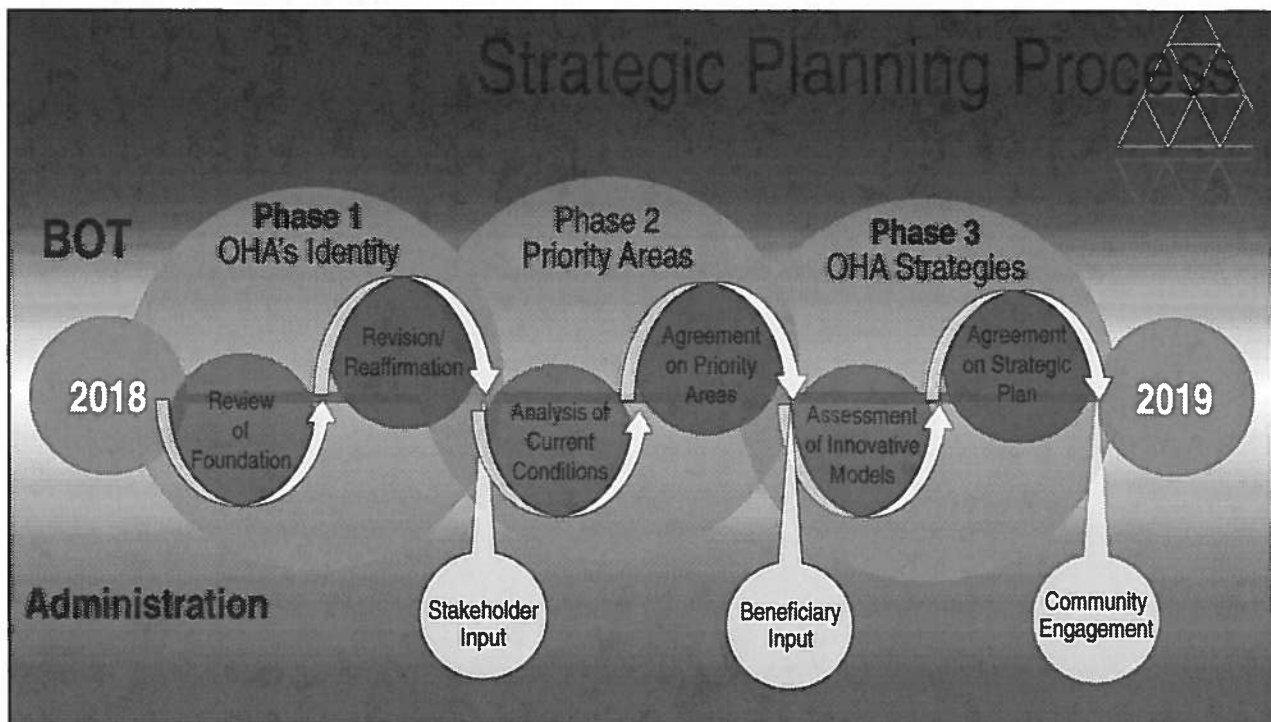 Strategic Planning Process
BOT
Phase 1
OHA's Identity
Phase 2
Priority Areas
Phase 3
OHA Strategies
2018
Review
of
Foundation
Revision/
Reaffirmation
Analysis of
Current
Conditions
Agreement
on Priority
Areas
Assessment
of Innovative
Models
Agreement
on Strategic
Plan
2019
Administration
Stakeholder
Input
Beneficiary
Input
Community
Engagement